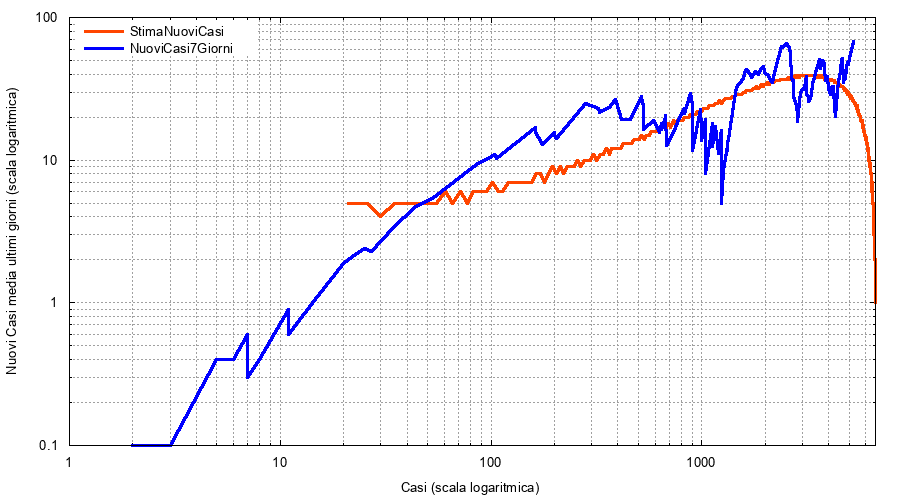 100
StimaNuoviCasi
NuoviCasi7Giorni
10
1
0.1
Nuovi Casi media ultimi giorni (scala logaritmica)
1 10 100 1000
Casi (scala logaritmica)